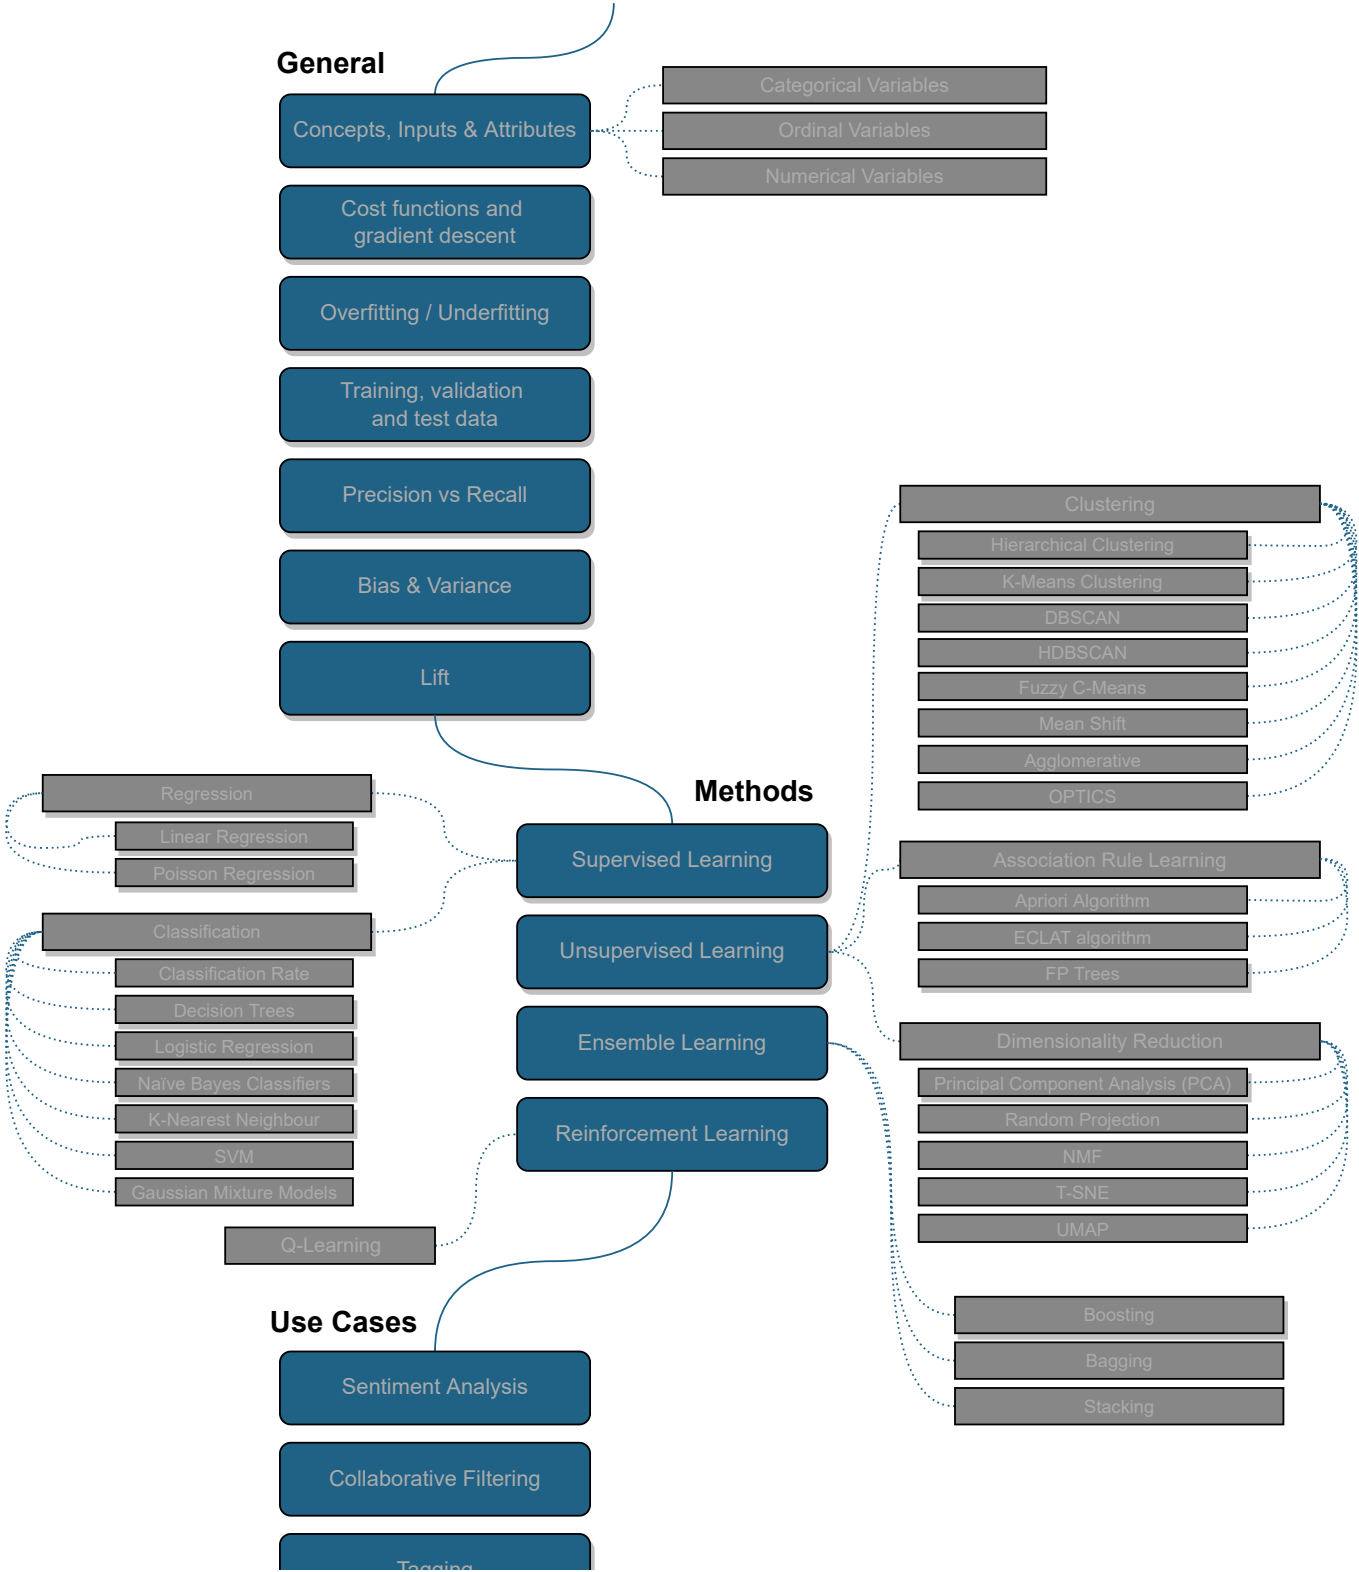 General
Concepts, Inputs & Attributes
Categorical Variables
Ordinal Variables
Numerical Variables
Cost functions and
gradient descent
Overfitting / Underfitting
Training, validation
and test data
Precision vs Recall
Bias & Variance
Lift
Methods
Supervised Learning
Regression
Linear Regression
Poisson Regression
Classification
Classification Rate
Decision Trees
Logistic Regression
Naïve Bayes Classifiers
K-Nearest Neighbour
SVM
Gaussian Mixture Models
Unsupervised Learning
Clustering
Hierarchical Clustering
K-Means Clustering
DBSCAN
HDBSCAN
Fuzzy C-Means
Mean Shift
Agglomerative
OPTICS
Association Rule Learning
Apriori Algorithm
ECLAT algorithm
FP Trees
Dimensionality Reduction
Principal Component Analysis (PCA)
Random Projection
NMF
T-SNE
UMAP
Ensemble Learning
Boosting
Bagging
Stacking
Reinforcement Learning
Q-Learning
Use Cases
Sentiment Analysis
Collaborative Filtering
Tagging